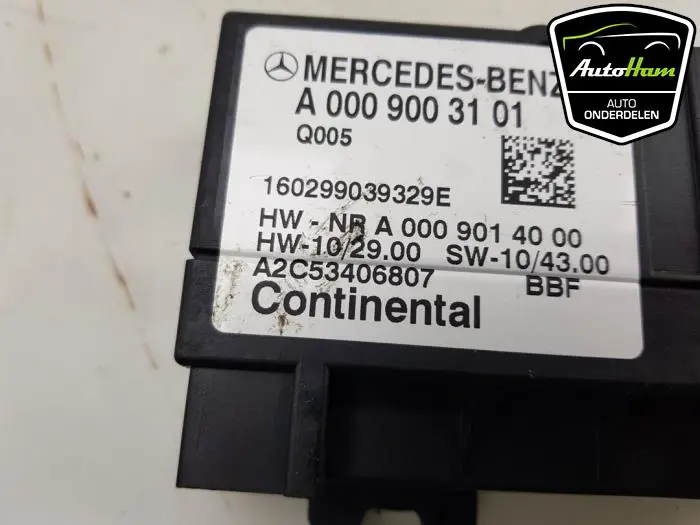 MERCEDES-BENZ
A 000 900 31 01
Q005
160299039329E
HW - NR A 000 901 40 00
HW-10/29.00 SW-10/43.00
A2C53406807 BBF
Continental
AutoHam
AUTO
ONDERDELEN